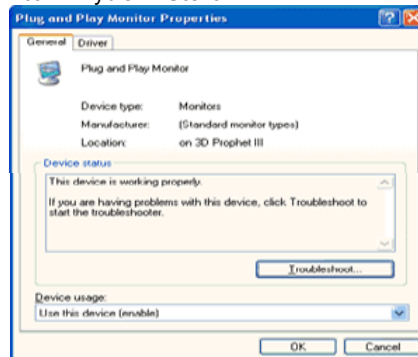 Plug and Play Monitor Properties
General
Driver
Plug and Play Monitor
Device type: Monitors
Manufacturer: (Standard monitor types)
Location: on 3D Prophet III
Device status
This device is working properly.
If you are having problems with this device, click Troubleshoot to
start the troubleshooter.
Troubleshoot...
Device usage:
Use this device (enable)
OK
Cancel